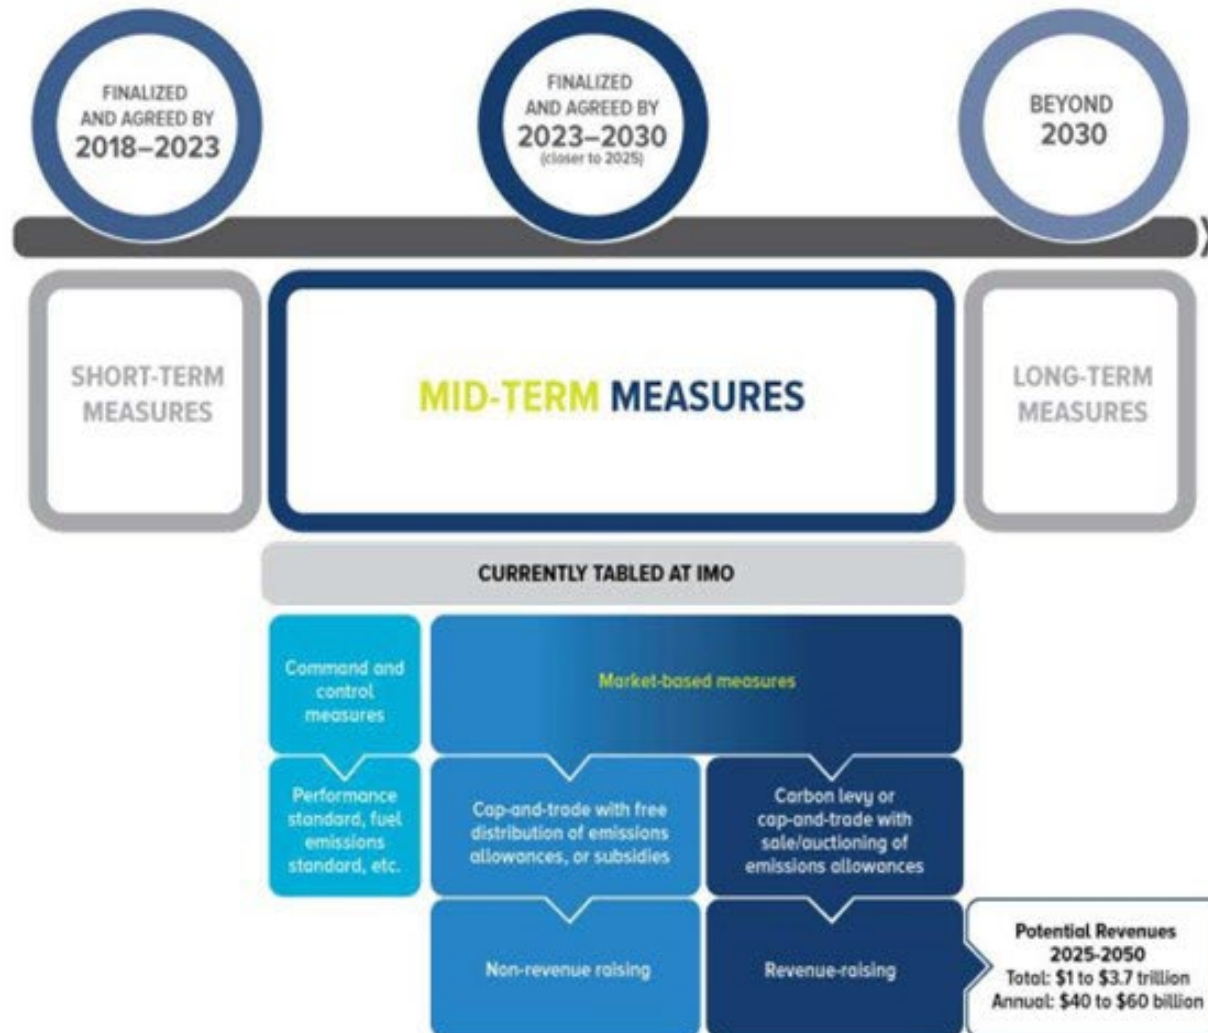 FINALIZED
AND AGREED BY
2018–2023
FINALIZED
AND AGREED BY
2023–2030
(closer to 2025)
BEYOND
2030
SHORT-TERM
MEASURES
MID-TERM MEASURES
LONG-TERM
MEASURES
CURRENTLY TABLED AT IMO
Command and
control
measures
Market-based measures
Performance
standard, fuel
emissions
standard, etc.
Cap-and-trade with free
distribution of emissions
allowances, or subsidies
Carbon levy or
cap-and-trade with
sale/auctioning of
emissions allowances
Non-revenue raising
Revenue-raising
Potential Revenues
2025-2050
Total: $1 to $3.7 trillion
Annual: $40 to $60 billion